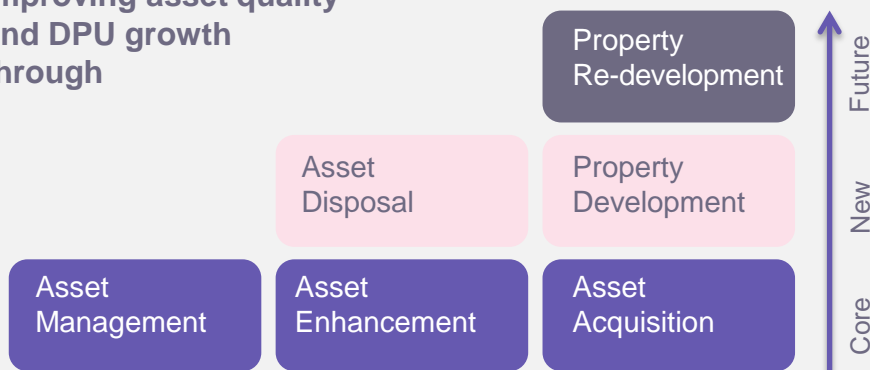 mproving asset quality
nd DPU growth
hrough
Property
Re-development
Future
Asset
Disposal
Property
Development
New
Asset
Management
Asset
Enhancement
Asset
Acquisition
Core